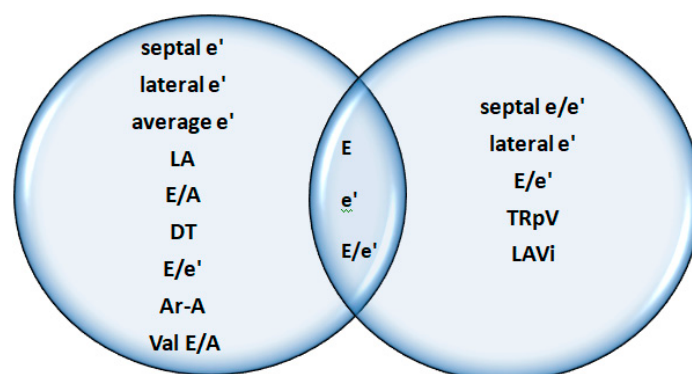 septal e'
lateral e'
average e'
LA
E/A
DT
E/e'
Ar-A
Val E/A
E
e'
E/e'
septal e/e'
lateral e'
E/e'
TRpV
LAVi